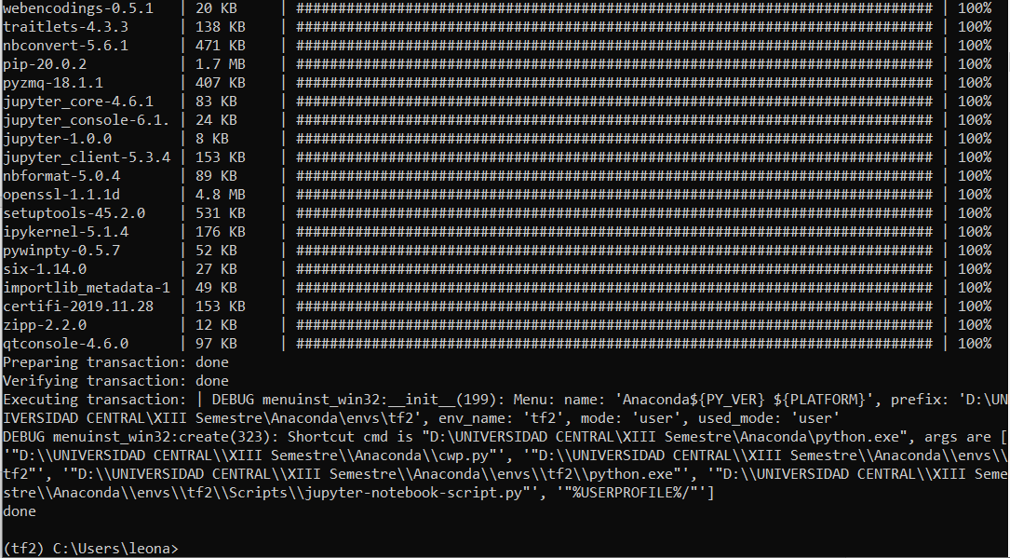 webencodings-0.5.1   | 20 KB     | ############################################################################ | 100%
traitlets-4.3.3      | 138 KB    | ############################################################################ | 100%
nbconvert-5.6.1      | 471 KB    | ############################################################################ | 100%
pip-20.0.2           | 1.7 MB    | ############################################################################ | 100%
pyzmq-18.1.1         | 407 KB    | ############################################################################ | 100%
jupyter_core-4.6.1   | 83 KB     | ############################################################################ | 100%
jupyter_console-6.1. | 24 KB     | ############################################################################ | 100%
jupyter-1.0.0        | 8 KB      | ############################################################################ | 100%
jupyter_client-5.3.4 | 153 KB    | ############################################################################ | 100%
nbformat-5.0.4       | 89 KB     | ############################################################################ | 100%
openssl-1.1.1d       | 4.8 MB    | ############################################################################ | 100%
setuptools-45.2.0    | 531 KB    | ############################################################################ | 100%
ipykernel-5.1.4      | 176 KB    | ############################################################################ | 100%
pywinpty-0.5.7       | 52 KB     | ############################################################################ | 100%
six-1.14.0           | 27 KB     | ############################################################################ | 100%
importlib_metadata-1 | 49 KB     | ############################################################################ | 100%
certifi-2019.11.28   | 153 KB    | ############################################################################ | 100%
zipp-2.2.0           | 12 KB     | ############################################################################ | 100%
qtconsole-4.6.0      | 97 KB     | ############################################################################ | 100%
Preparing transaction: done
Verifying transaction: done
Executing transaction: | DEBUG menuinst_win32:__init__(199): Menu: name: 'Anaconda${PY_VER} ${PLATFORM}', prefix: 'D:\UN
IVERSIDAD CENTRAL\XIII Semestre\Anaconda\envs\tf2', env_name: 'tf2', mode: 'user', used_mode: 'user'
DEBUG menuinst_win32:create(323): Shortcut cmd is "D:\UNIVERSIDAD CENTRAL\XIII Semestre\Anaconda\python.exe", args are [
'"D:\\UNIVERSIDAD CENTRAL\\XIII Semestre\\Anaconda\\cwp.py"', '"D:\\UNIVERSIDAD CENTRAL\\XIII Semestre\\Anaconda\\envs\\
tf2"', '"D:\\UNIVERSIDAD CENTRAL\\XIII Semestre\\Anaconda\\envs\\tf2\\python.exe"', '"D:\\UNIVERSIDAD CENTRAL\\XIII Seme
stre\\Anaconda\\envs\\tf2\\Scripts\\jupyter-notebook-script.py"', '"%USERPROFILE%/"']
done
(tf2) C:\Users\leona>